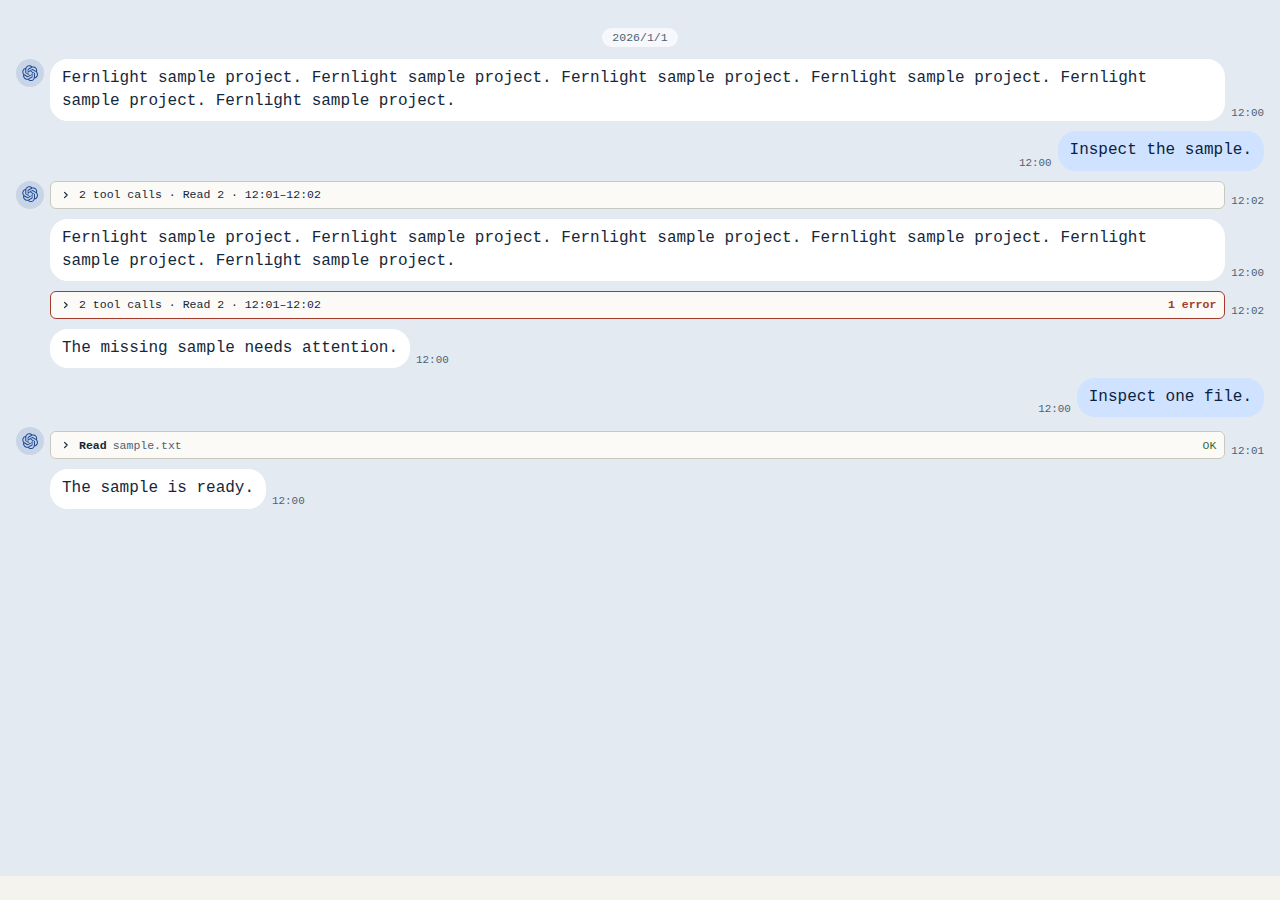 2026/1/1
Fernlight sample project. Fernlight sample project. Fernlight sample project. Fernlight sample project. Fernlight
sample project. Fernlight sample project.
12:00
Inspect the sample.
12:00
2 tool calls · Read 2 · 12:01–12:02
12:02
Fernlight sample project. Fernlight sample project. Fernlight sample project. Fernlight sample project. Fernlight
sample project. Fernlight sample project.
12:00
2 tool calls · Read 2 · 12:01–12:02 1 error
12:02
The missing sample needs attention.
12:00
Inspect one file.
12:00
Read sample.txt OK
12:01
The sample is ready.
12:00